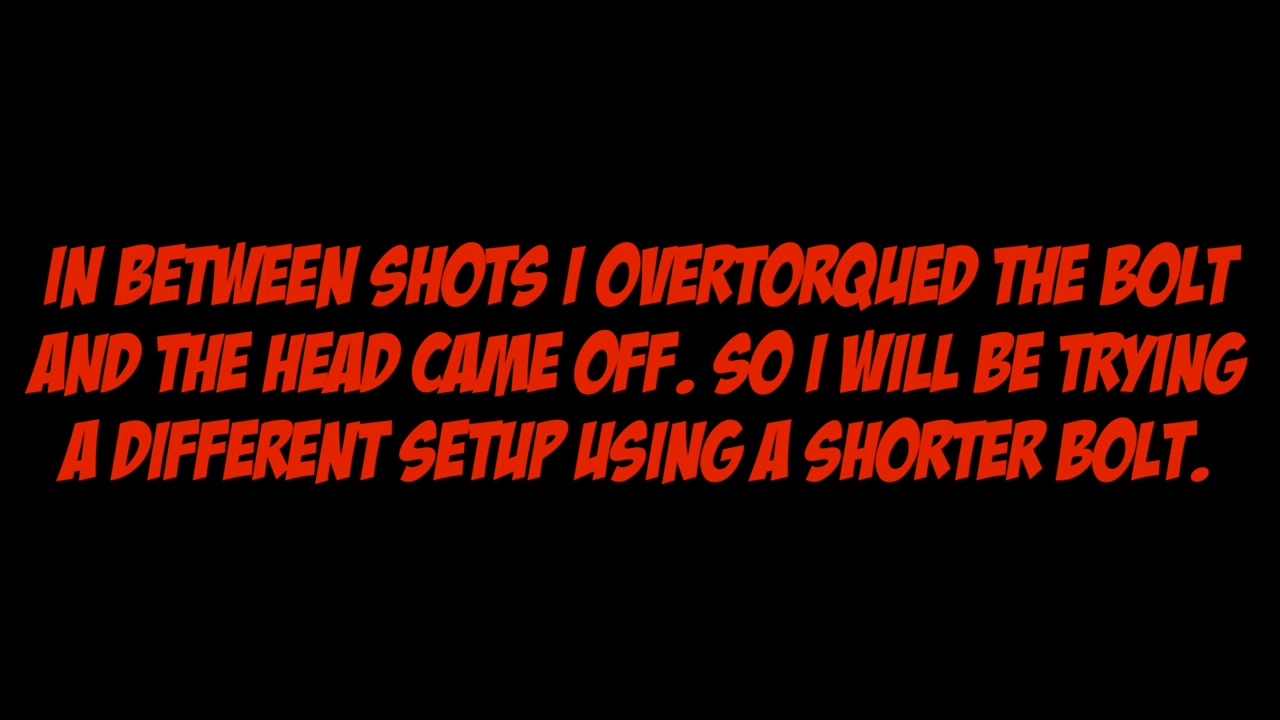 IN BETWEEN SHOTS I OVERTORQUED THE BOLT
AND THE HEAD CAME OFF. SO I WILL BE TRYING
A DIFFERENT SETUP USING A SHORTER BOLT.